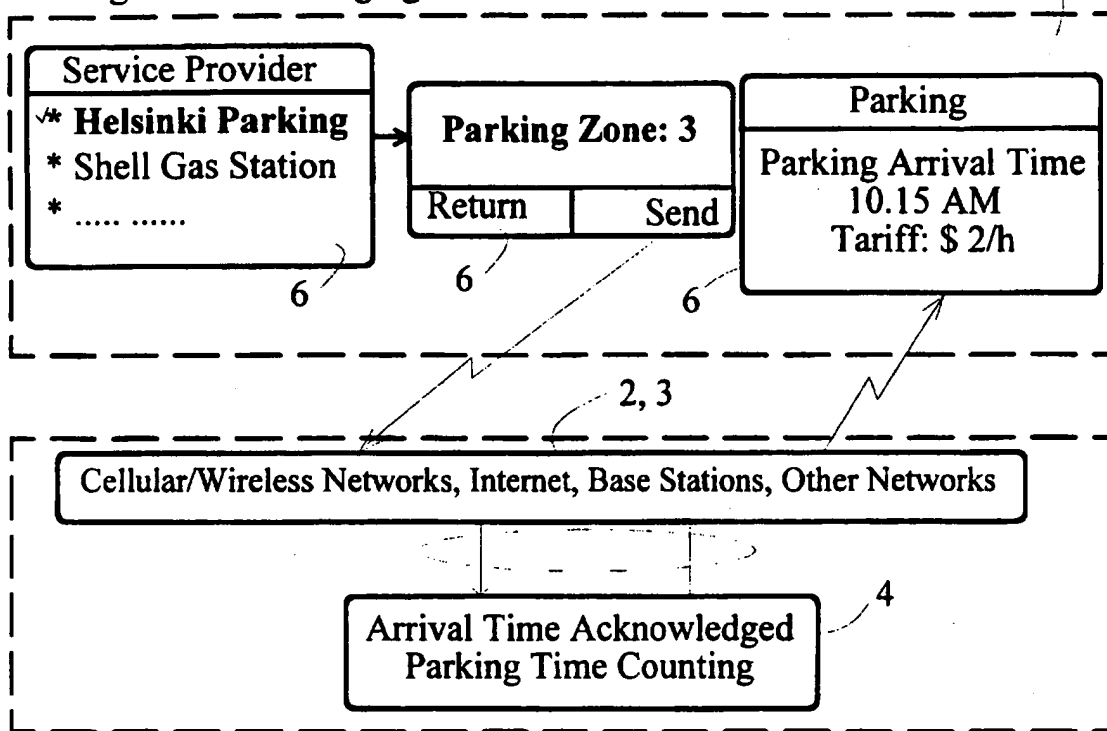 Service Provider
* Helsinki Parking
* Shell Gas Station
* ..... ......
Parking Zone: 3
Return Send
Parking
Parking Arrival Time
10.15 AM
Tariff: $ 2/h
6
6
6
2, 3
Cellular/Wireless Networks, Internet, Base Stations, Other Networks
4
Arrival Time Acknowledged
Parking Time Counting